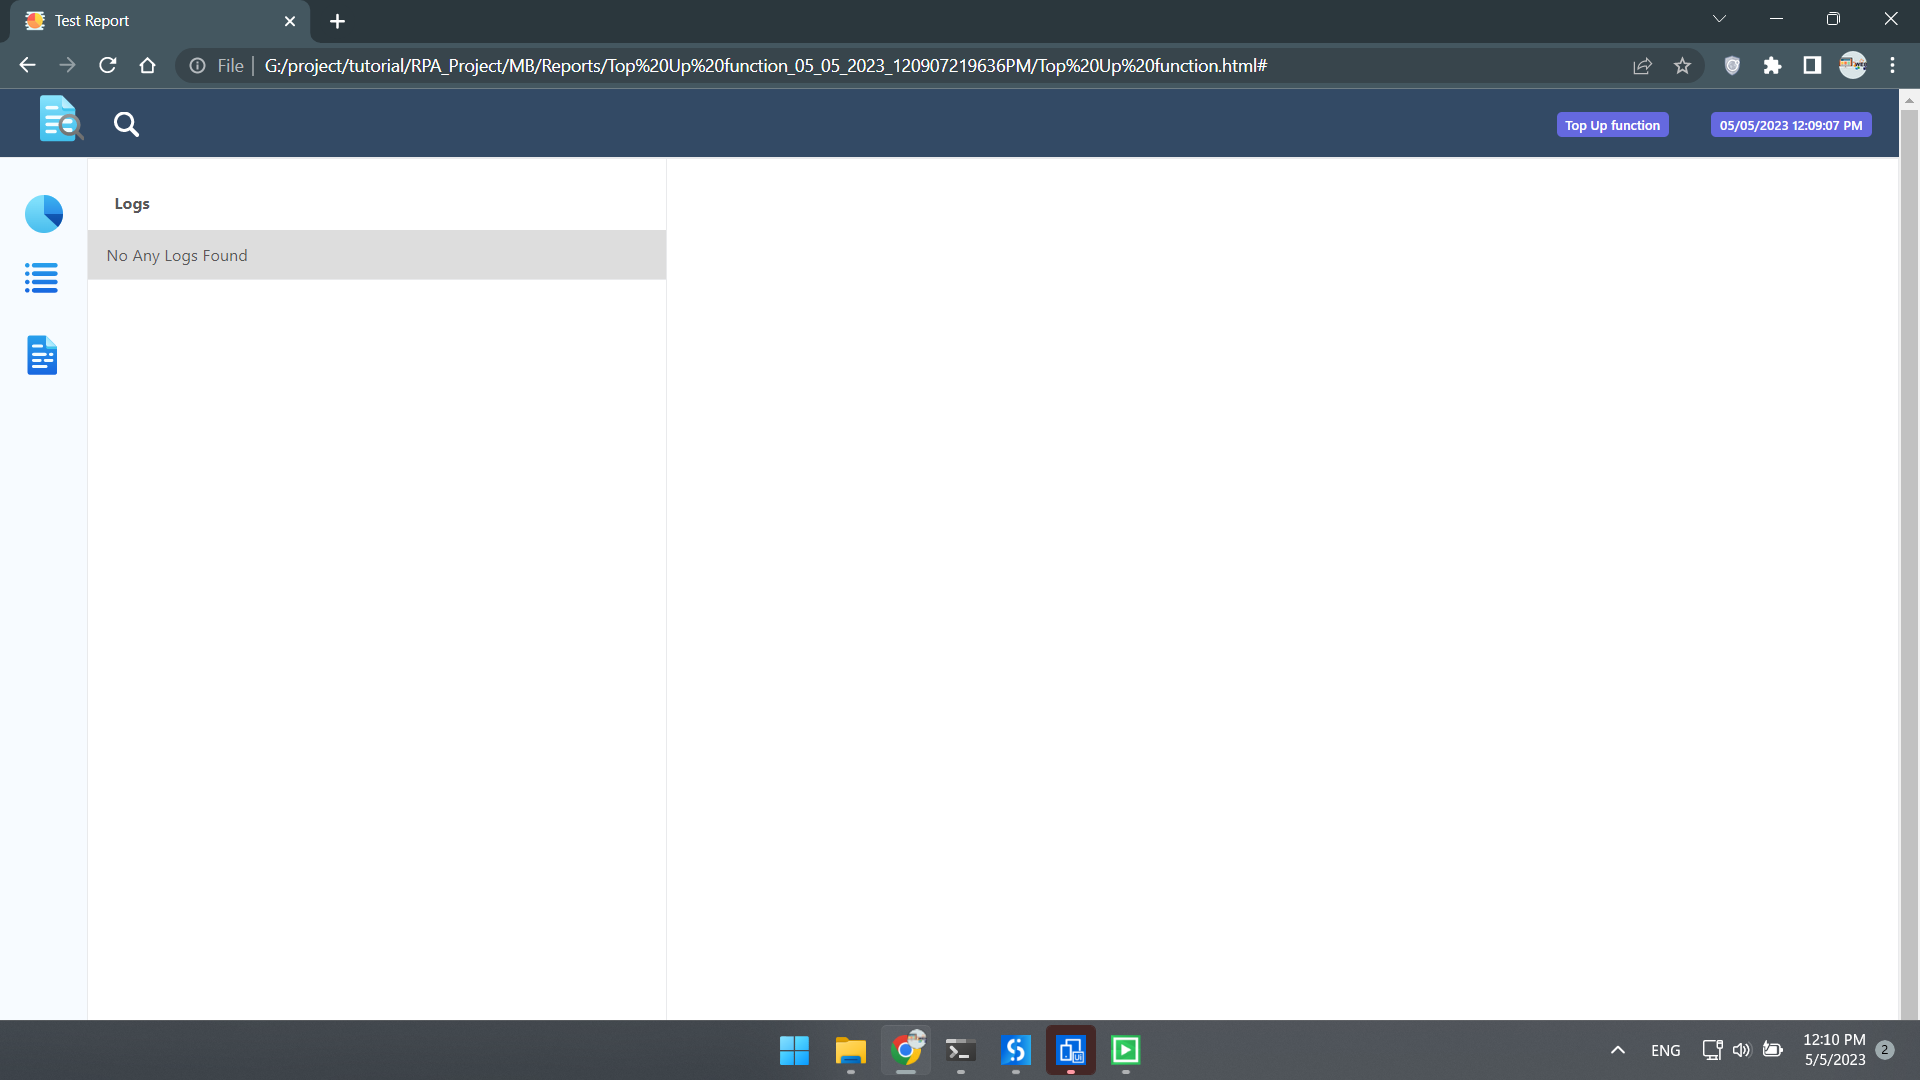 Test Report
File
G:/project/tutorial/RPA_Project/MB/Reports/Top%20Up%20function_05_05_2023_120907219636PM/Top%20Up%20function.html#
Top Up function
05/05/2023 12:09:07 PM
Logs
No Any Logs Found
ENG
12:10 PM
5/5/2023
2